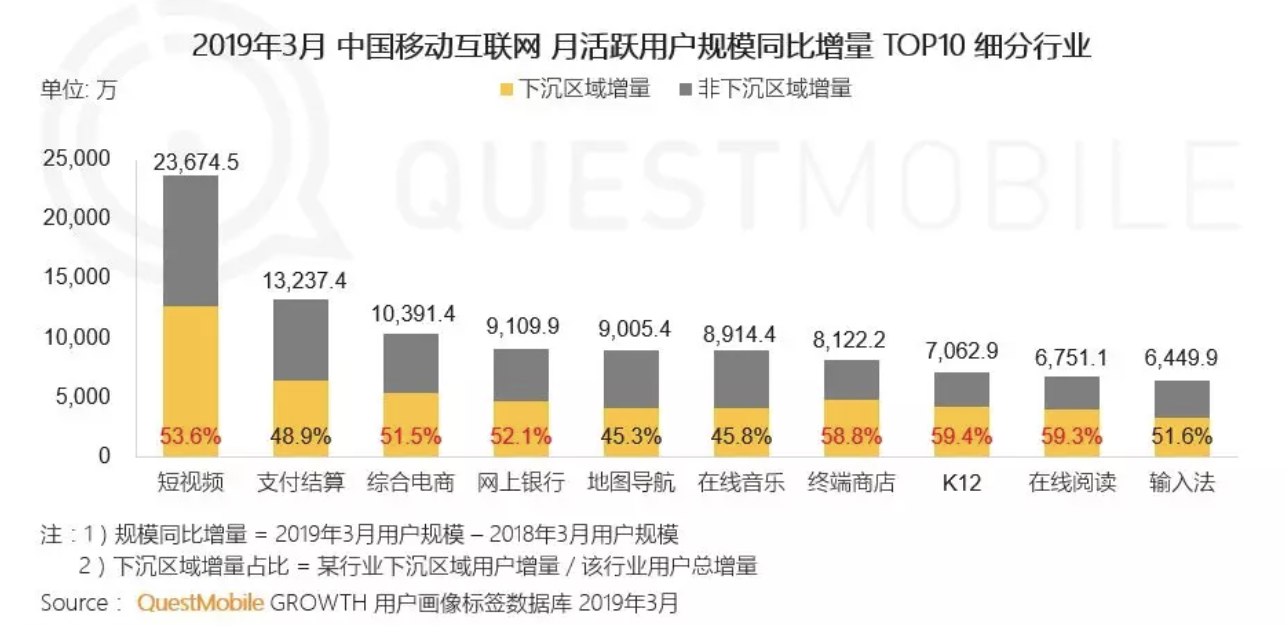 2019年3月 中国移动互联网 月活跃用户规模同比增量 TOP10 细分行业
单位: 万
下沉区域增量 非下沉区域增量
QUESTMOBILE
25,000
20,000
15,000
10,000
5,000
0
23,674.5 13,237.4 10,391.4 9,109.9 9,005.4 8,914.4 8,122.2 7,062.9 6,751.1 6,449.9
53.6% 48.9% 51.5% 52.1% 45.3% 45.8% 58.8% 59.4% 59.3% 51.6%
短视频 支付结算 综合电商 网上银行 地图导航 在线音乐 终端商店 K12 在线阅读 输入法
注：1）规模同比增量 = 2019年3月用户规模 – 2018年3月用户规模
2）下沉区域增量占比 = 某行业下沉区域用户增量 / 该行业用户总增量
Source： QuestMobile GROWTH 用户画像标签数据库 2019年3月